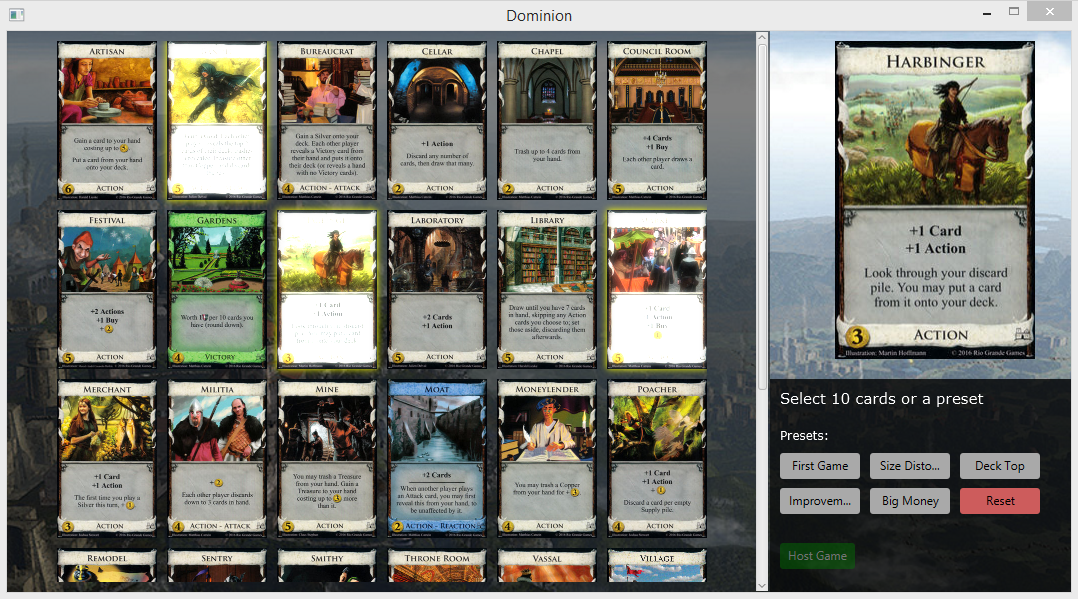 Dominion
ARTISAN
Gain a card to your hand
costing up to 5.
Put a card from your hand
onto your deck.
6 ACTION
5
BUREAUCRAT
Gain a Silver onto your
deck. Each other player
reveals a Victory card from
their hand and puts it onto
their deck (or reveals a hand
with no Victory cards).
4 ACTION - ATTACK
CELLAR
+1 Action
Discard any number of
cards, then draw that many.
2 ACTION
CHAPEL
Trash up to 4 cards from
your hand.
2 ACTION
COUNCIL ROOM
+4 Cards
+1 Buy
Each other player draws a
card.
5 ACTION
FESTIVAL
+2 Actions
+1 Buy
+2
5 ACTION
GARDENS
Worth 1 per 10 cards you
have (round down).
4 VICTORY
+1 Card
+1 Action
3
LABORATORY
+2 Cards
+1 Action
5 ACTION
LIBRARY
Draw until you have 7 cards
in hand, skipping any Action
cards you choose to; set
those aside, discarding them
afterwards.
5 ACTION
+1 Card
+1 Action
+1 Buy
5
MERCHANT
+1 Card
+1 Action
The first time you play a
Silver this turn, +1.
3 ACTION
MILITIA
+2
Each other player discards
down to 3 cards in hand.
4 ACTION - ATTACK
MINE
You may trash a Treasure
from your hand. Gain a
Treasure to your hand
costing up to 3 more
than it.
5 ACTION
MOAT
+2 Cards
When another player plays
an Attack card, you may first
reveal this from your hand, to
be unaffected by it.
2 ACTION - REACTION
MONEYLENDER
You may trash a Copper
from your hand for +3.
4 ACTION
POACHER
+1 Card
+1 Action
+1
Discard a card per empty
Supply pile.
4 ACTION
REMODEL
SENTRY
SMITHY
THRONE ROOM
VASSAL
VILLAGE
HARBINGER
+1 Card
+1 Action
Look through your discard
pile. You may put a card
from it onto your deck.
3 ACTION
Illustration: Martin Hoffmann © 2016 Rio Grande Games
Select 10 cards or a preset
Presets:
First Game
Size Disto...
Deck Top
Improvem...
Big Money
Reset
Host Game